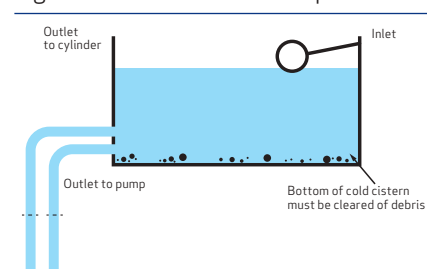 Outlet
to cylinder
Inlet
Outlet to pump
Bottom of cold cistern
must be cleared of debris